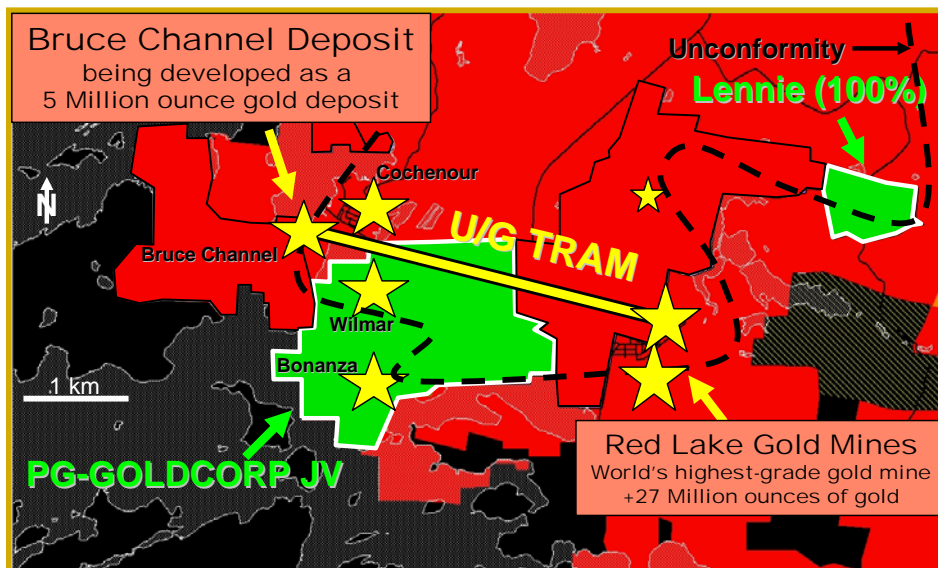 Bruce Channel Deposit
being developed as a
5 Million ounce gold deposit
Unconformity
Lennie (100%)
N
Cochenour
Bruce Channel
U/G TRAM
Wilmar
Bonanza
1 km
PG-GOLDCORP JV
Red Lake Gold Mines
World's highest-grade gold mine
+27 Million ounces of gold